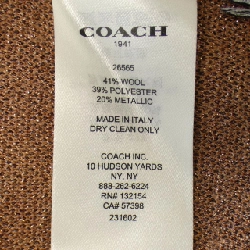 COACH
1941
26565
41% WOOL
39% POLYESTER
20% METALLIC
MADE IN ITALY
DRY CLEAN ONLY
COACH INC.
10 HUDSON YARDS
NY, NY
888-262-6224
RN# 132154
CA# 57398
231602